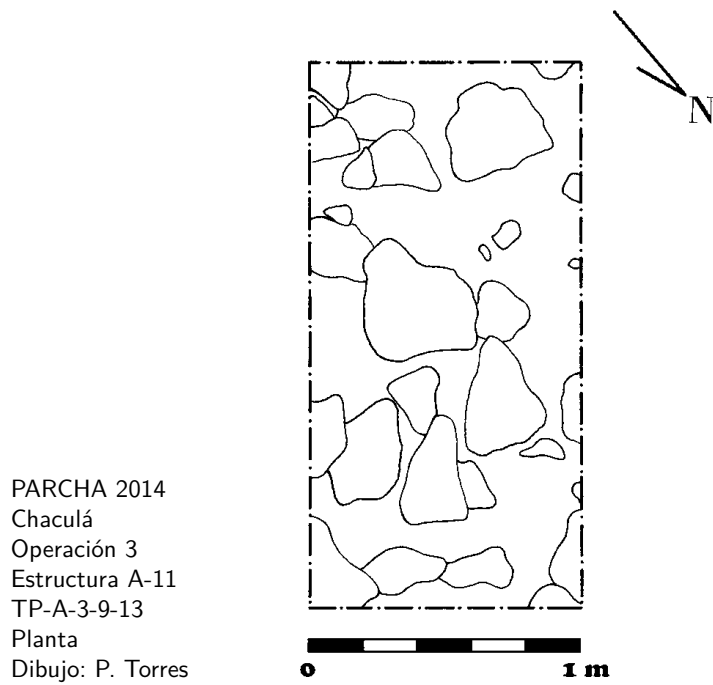 N
PARCHA 2014
Chaculá
Operación 3
Estructura A-11
TP-A-3-9-13
Planta
Dibujo: P. Torres
0 1 m